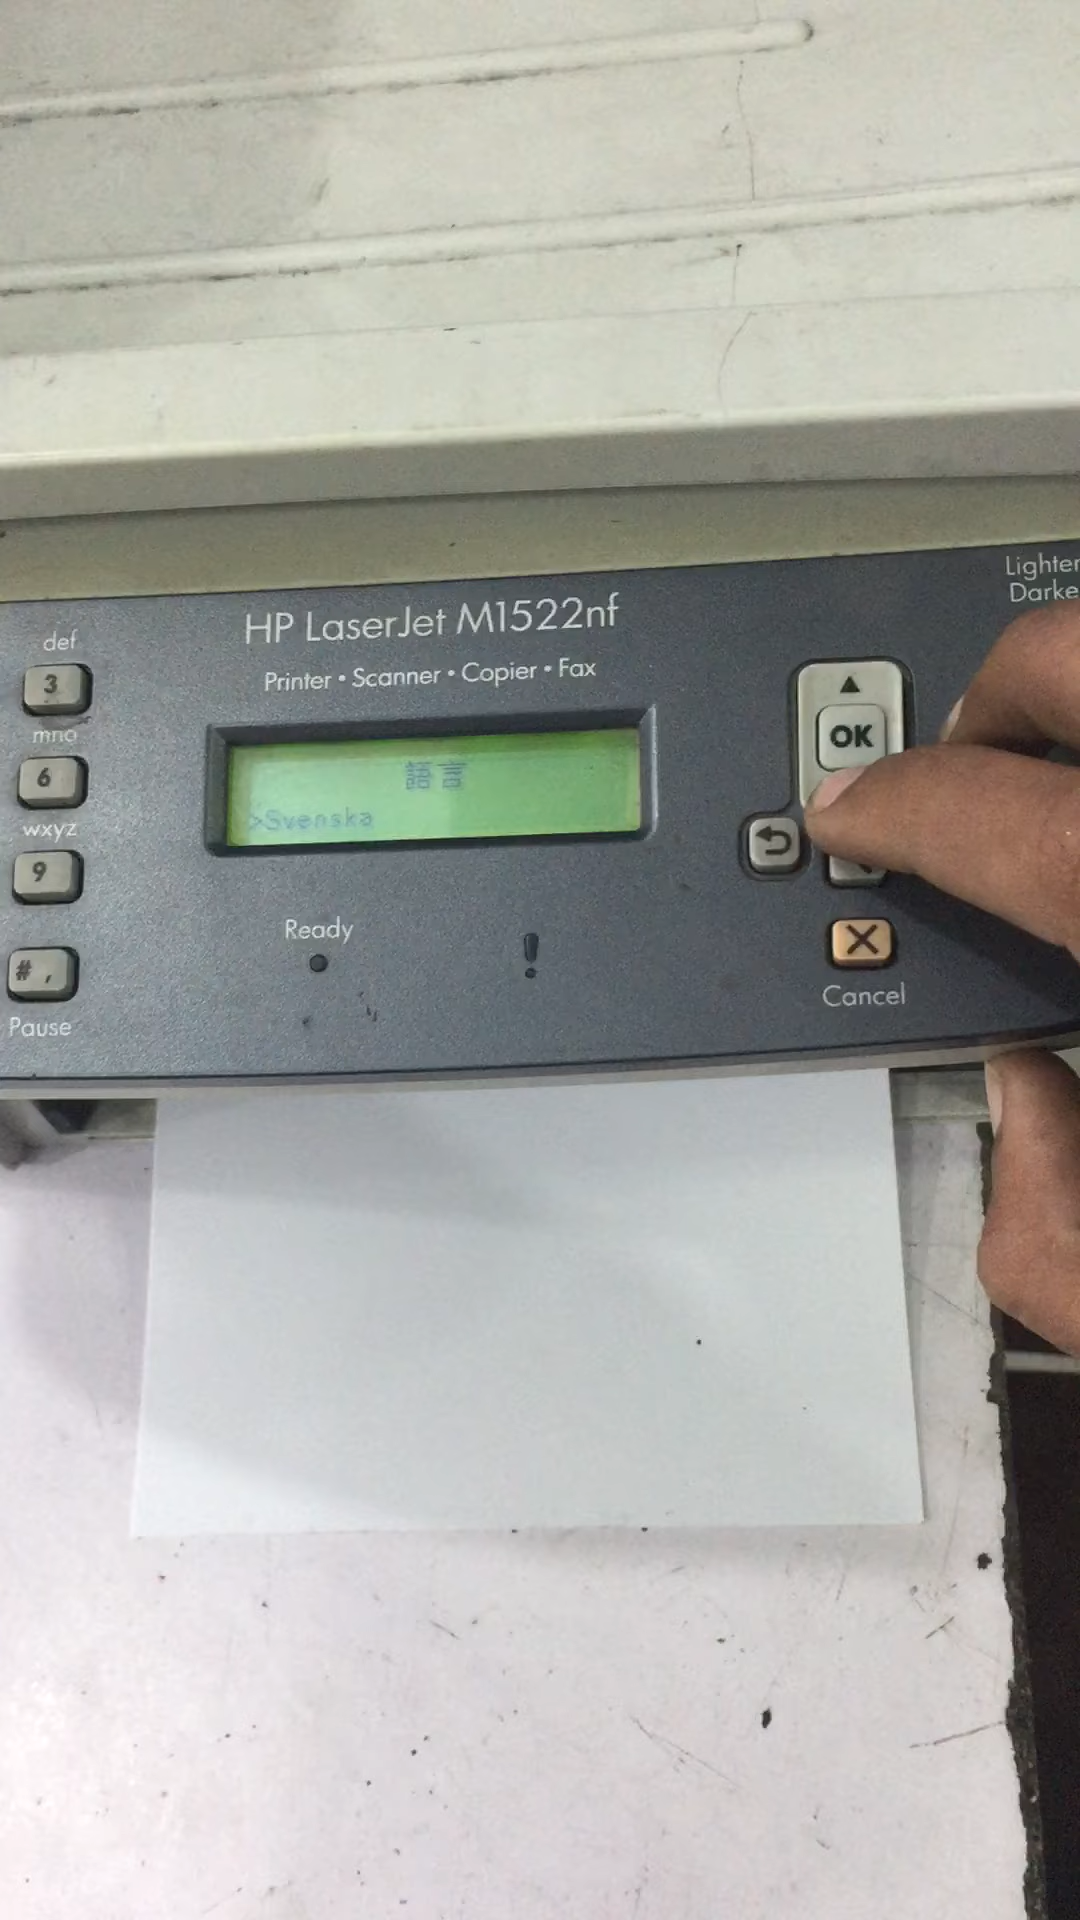 Lighter
Darke
HP LaserJet M1522nf
Printer • Scanner • Copier • Fax
def
3
mno
6
wxyz
9
# ,
Pause
語言
>Svenska
OK
Ready
!
Cancel